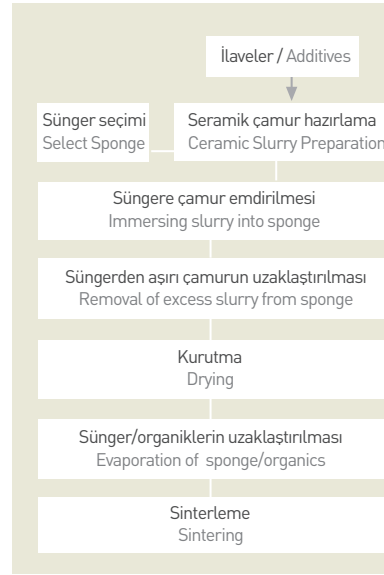 İlaveler / Additives
Sünger seçimi
Select Sponge
Seramik çamur hazırlama
Ceramic Slurry Preparation
Süngere çamur emdirilmesi
Immersing slurry into sponge
Süngerden aşırı çamurun uzaklaştırılması
Removal of excess slurry from sponge
Kurutma
Drying
Sünger/organiklerin uzaklaştırılması
Evaporation of sponge/organics
Sinterleme
Sintering